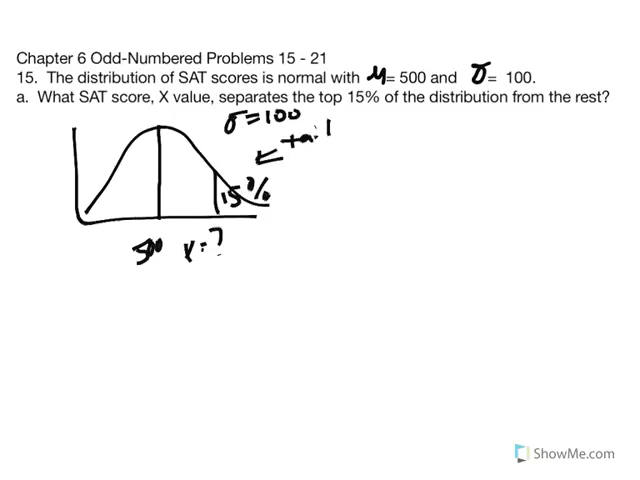 Chapter 6 Odd-Numbered Problems 15 - 21
15. The distribution of SAT scores is normal with μ= 500 and σ= 100.
a. What SAT score, X value, separates the top 15% of the distribution from the rest?
σ=100
tail
15%
500 X=?
ShowMe.com